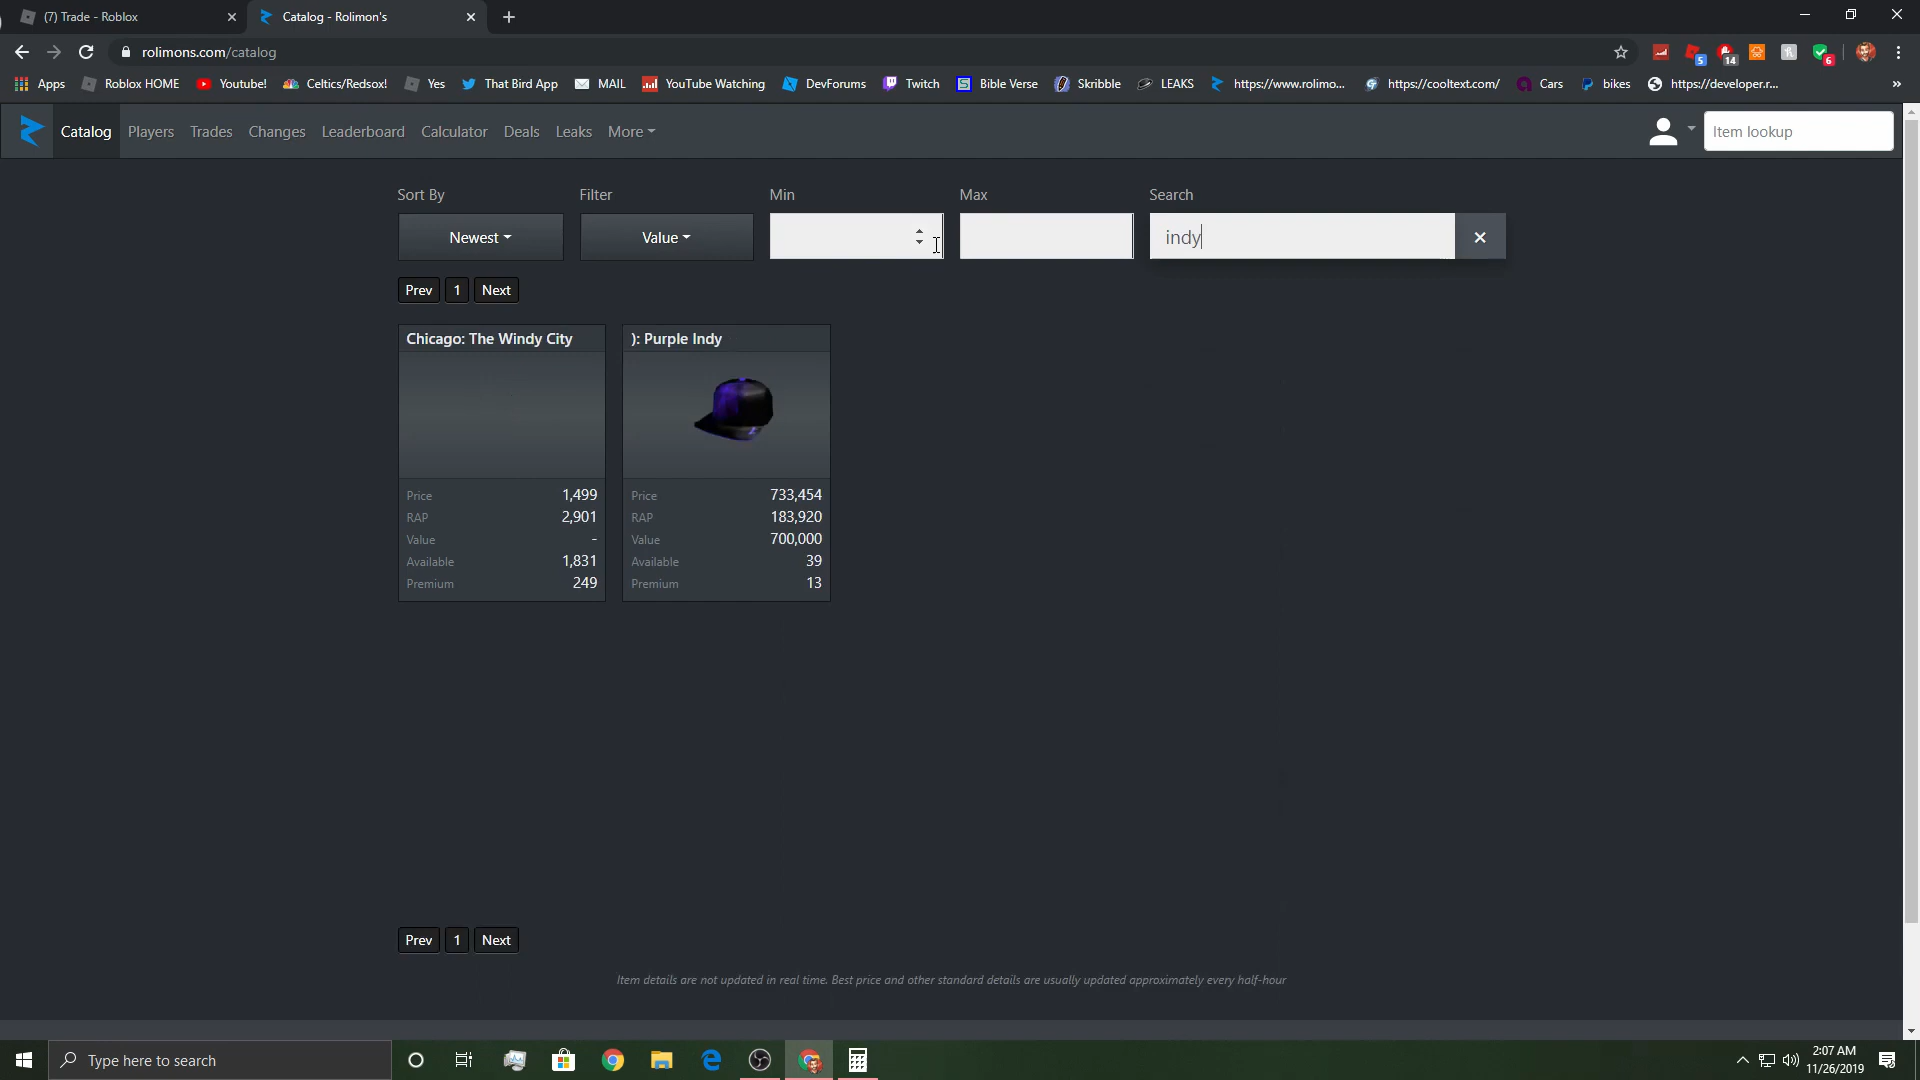 (7) Trade - Roblox
Catalog - Rolimon's
rolimons.com/catalog
5
14
6
Apps
Roblox HOME
Youtube!
Celtics/Redsox!
Yes
That Bird App
MAIL
YouTube Watching
DevForums
Twitch
Bible Verse
Skribble
LEAKS
https://www.rolimo...
https://cooltext.com/
Cars
bikes
https://developer.r...
Catalog
Players
Trades
Changes
Leaderboard
Calculator
Deals
Leaks
More
Item lookup
Sort By
Filter
Min
Max
Search
Newest
Value
indy
Prev 1 Next
Chicago: The Windy City
Price 1,499
RAP 2,901
Value -
Available 1,831
Premium 249
): Purple Indy
Price 733,454
RAP 183,920
Value 700,000
Available 39
Premium 13
Prev 1 Next
Item details are not updated in real time. Best price and other standard details are usually updated approximately every half-hour
Type here to search
2:07 AM
11/26/2019